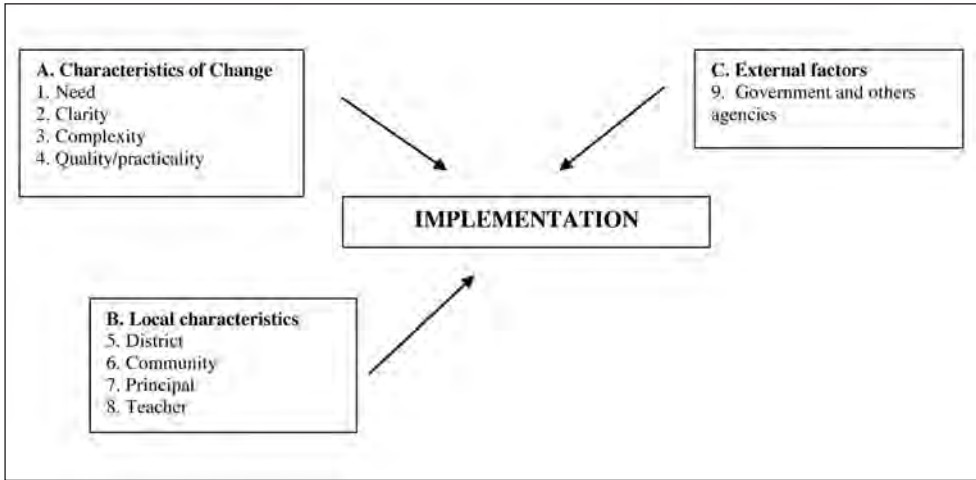 A. Characteristics of Change
1. Need
2. Clarity
3. Complexity
4. Quality/practicality
C. External factors
9. Government and others
agencies
IMPLEMENTATION
B. Local characteristics
5. District
6. Community
7. Principal
8. Teacher